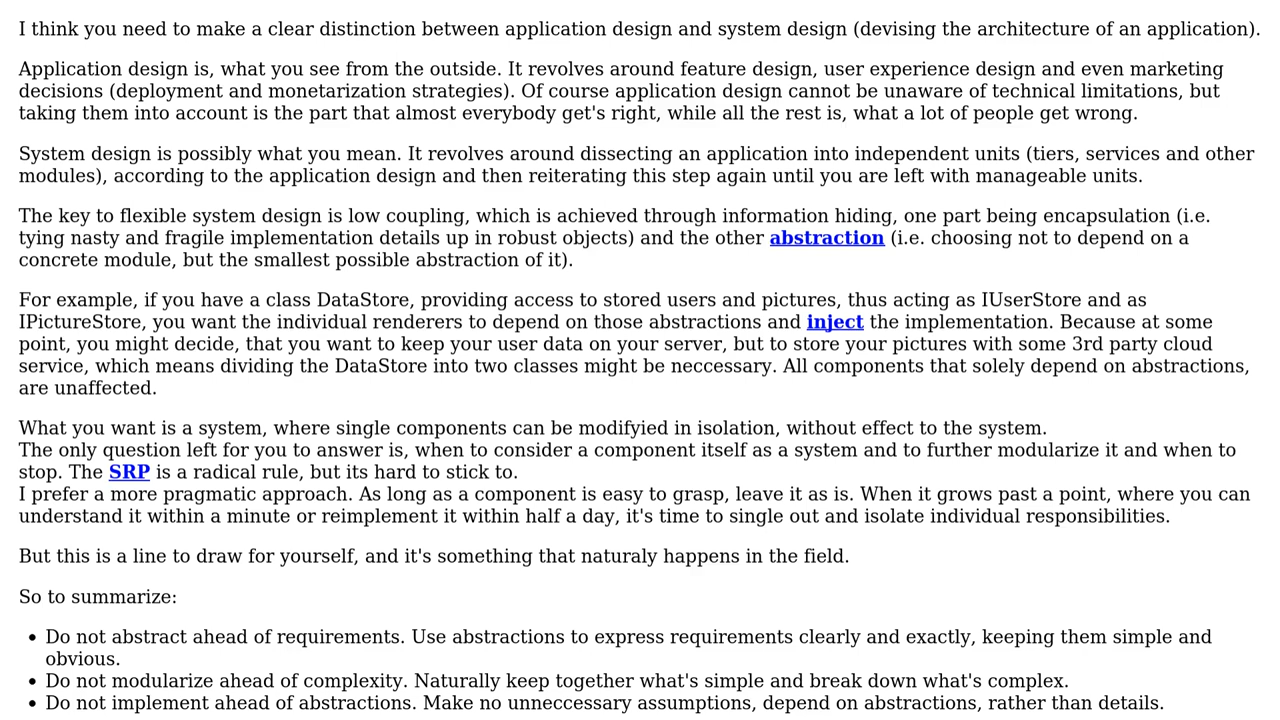 I think you need to make a clear distinction between application design and system design (devising the architecture of an application).
Application design is, what you see from the outside. It revolves around feature design, user experience design and even marketing
decisions (deployment and monetarization strategies). Of course application design cannot be unaware of technical limitations, but
taking them into account is the part that almost everybody get's right, while all the rest is, what a lot of people get wrong.
System design is possibly what you mean. It revolves around dissecting an application into independent units (tiers, services and other
modules), according to the application design and then reiterating this step again until you are left with manageable units.
The key to flexible system design is low coupling, which is achieved through information hiding, one part being encapsulation (i.e.
tying nasty and fragile implementation details up in robust objects) and the other abstraction (i.e. choosing not to depend on a
concrete module, but the smallest possible abstraction of it).
For example, if you have a class DataStore, providing access to stored users and pictures, thus acting as IUserStore and as
IPictureStore, you want the individual renderers to depend on those abstractions and inject the implementation. Because at some
point, you might decide, that you want to keep your user data on your server, but to store your pictures with some 3rd party cloud
service, which means dividing the DataStore into two classes might be neccessary. All components that solely depend on abstractions,
are unaffected.
What you want is a system, where single components can be modifyied in isolation, without effect to the system.
The only question left for you to answer is, when to consider a component itself as a system and to further modularize it and when to
stop. The SRP is a radical rule, but its hard to stick to.
I prefer a more pragmatic approach. As long as a component is easy to grasp, leave it as is. When it grows past a point, where you can
understand it within a minute or reimplement it within half a day, it's time to single out and isolate individual responsibilities.
But this is a line to draw for yourself, and it's something that naturaly happens in the field.
So to summarize:
• Do not abstract ahead of requirements. Use abstractions to express requirements clearly and exactly, keeping them simple and
obvious.
• Do not modularize ahead of complexity. Naturally keep together what's simple and break down what's complex.
• Do not implement ahead of abstractions. Make no unneccessary assumptions, depend on abstractions, rather than details.